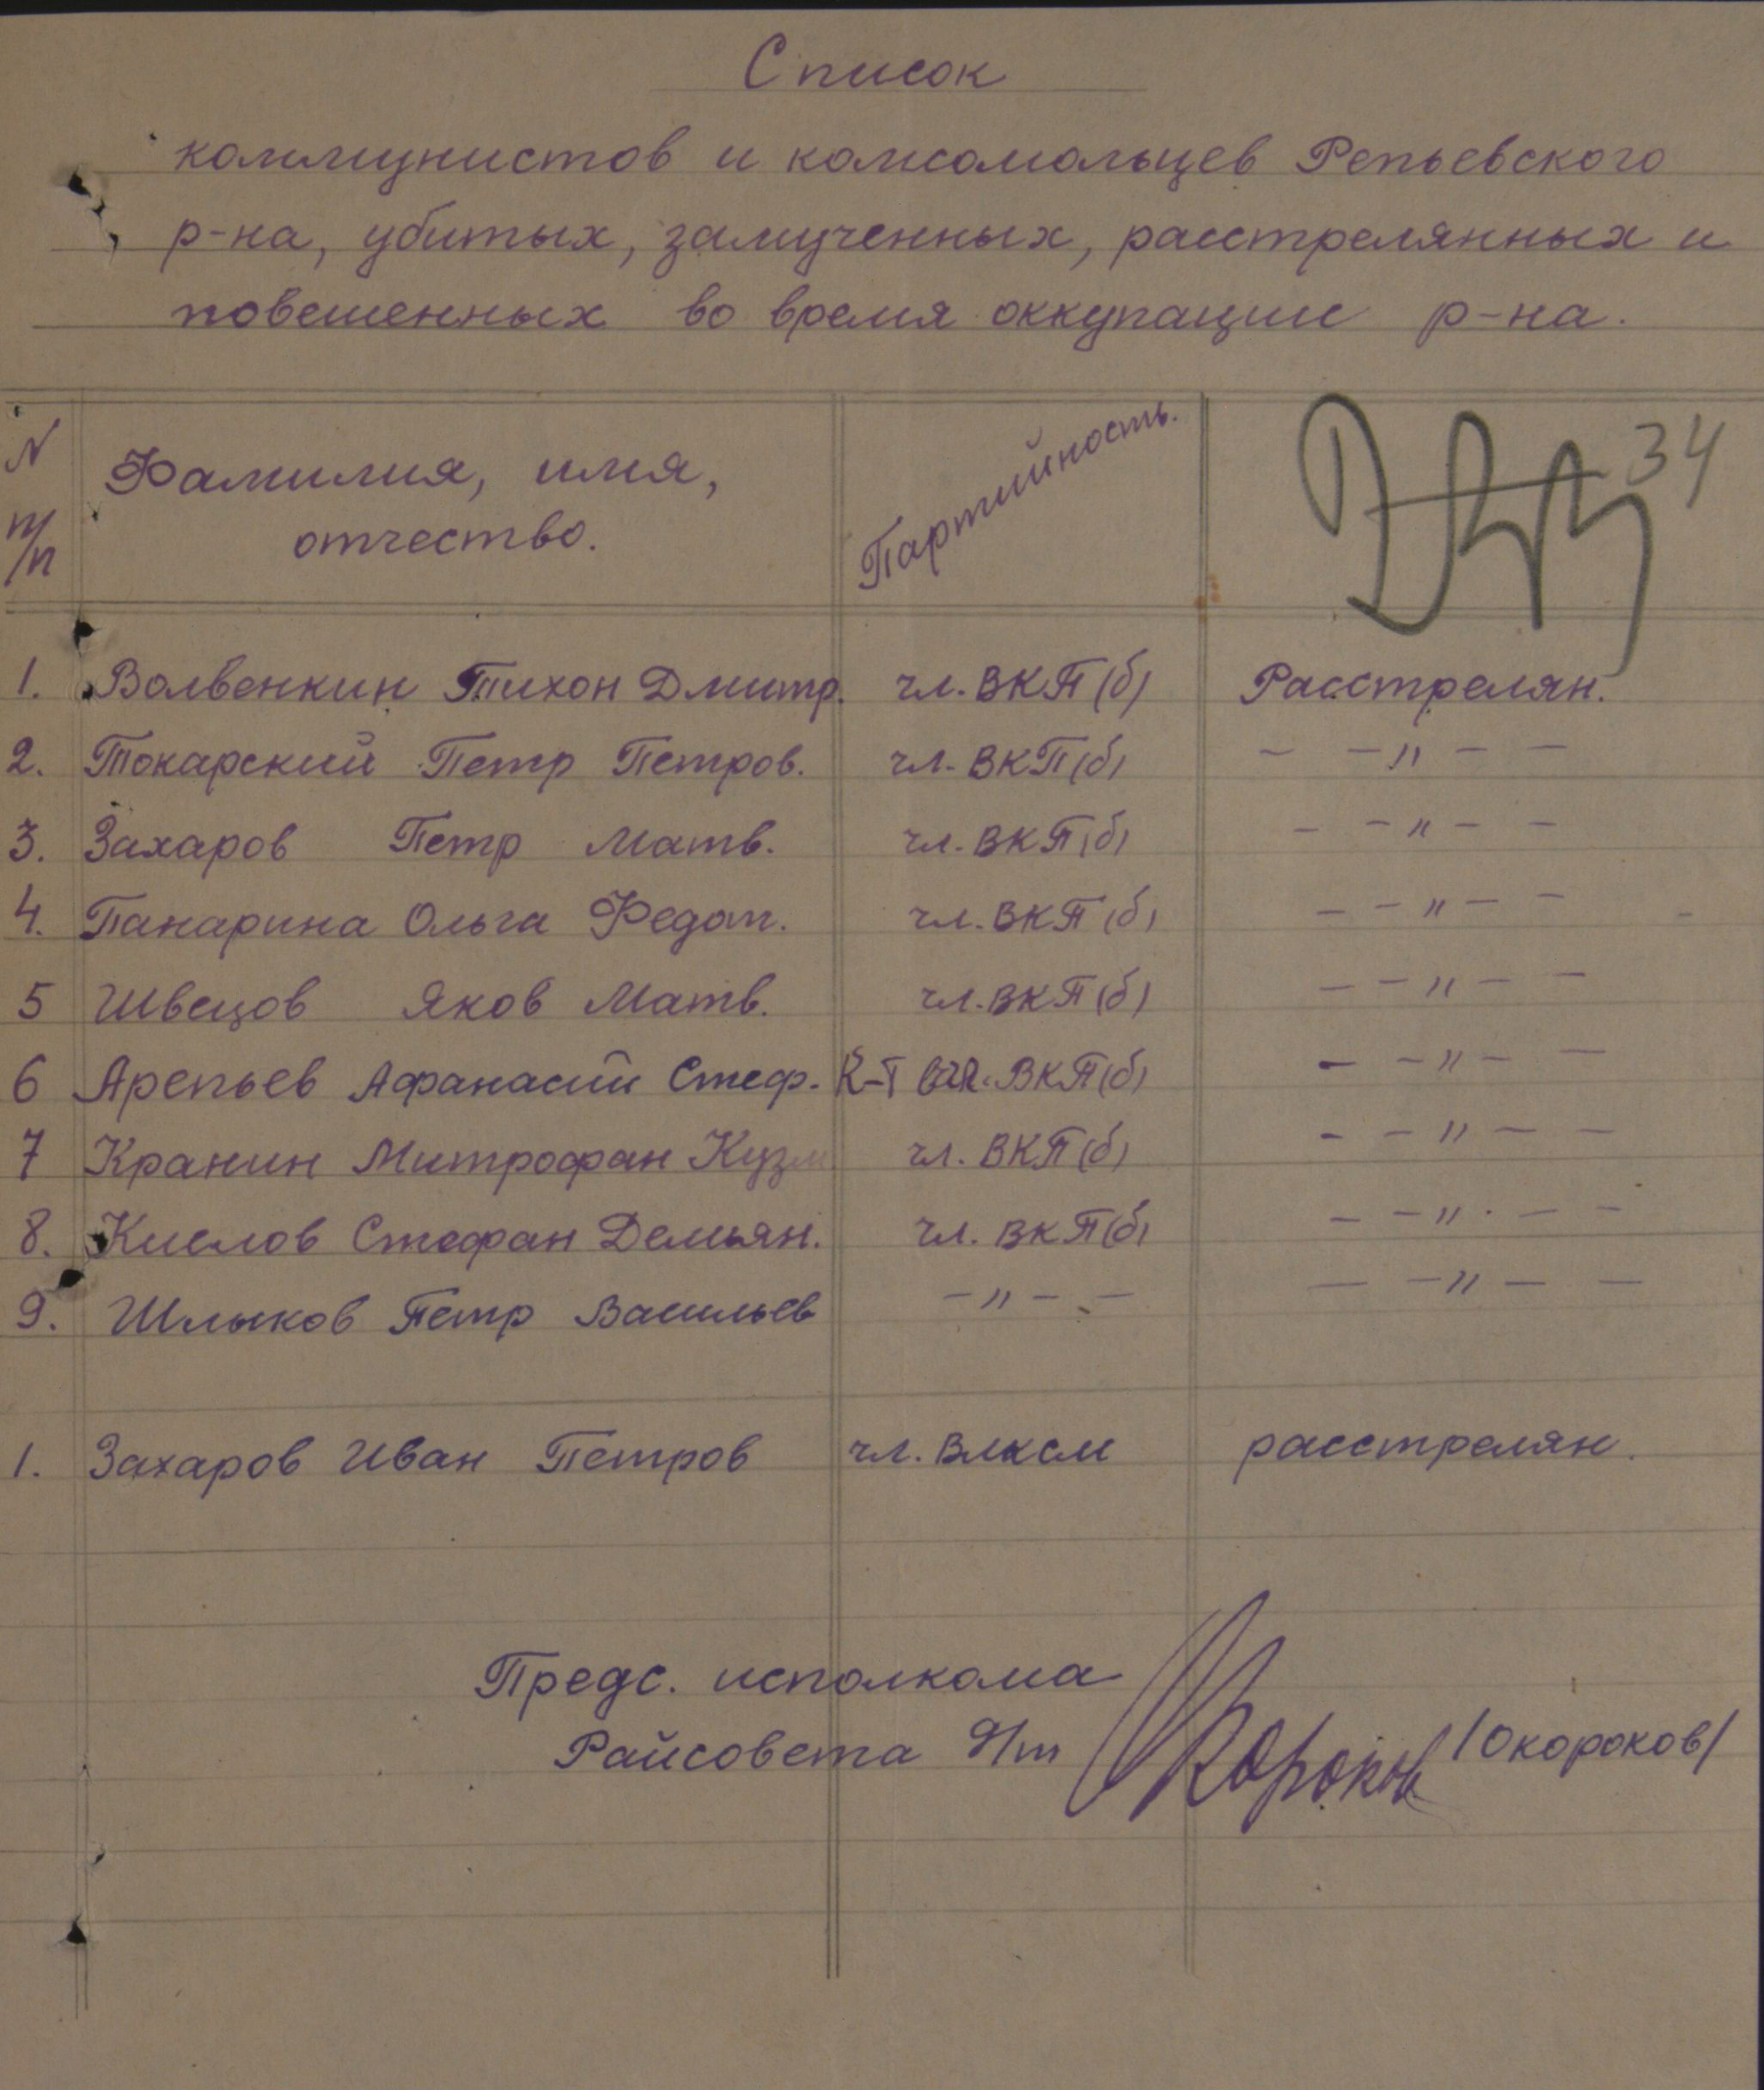 Список
коммунистов и комсомольцев Репьевского
р-на, убитых, замученных, расстрелянных и
повешенных во время оккупации р-на.
N п/п Фамилия, имя, отчество. Партийность. 34
1. Волвенкин Тихон Дмитр. чл. ВКП(б) Расстрелян.
2. Токарский Петр Петров. чл. ВКП(б) - - " - -
3. Захаров Петр Матв. чл. ВКП(б) - - " - -
4. Панарина Ольга Федот. чл. ВКП(б) - - " - -
5 Швецов Яков Матв. чл. ВКП(б) - - " - -
6 Арепьев Афанасий Стеф. К-т ВКП(б) - - " - -
7 Кранин Митрофан Кузм чл. ВКП(б) - - " - -
8. Кислов Стефан Демьян. чл. ВКП(б) - - " - -
9. Шлыков Петр Васильев - " - - - - " - -
1. Захаров Иван Петров чл. ВЛКСМ расстрелян.
Предс. исполкома
Райсовета д/т Окороков /Окороков/